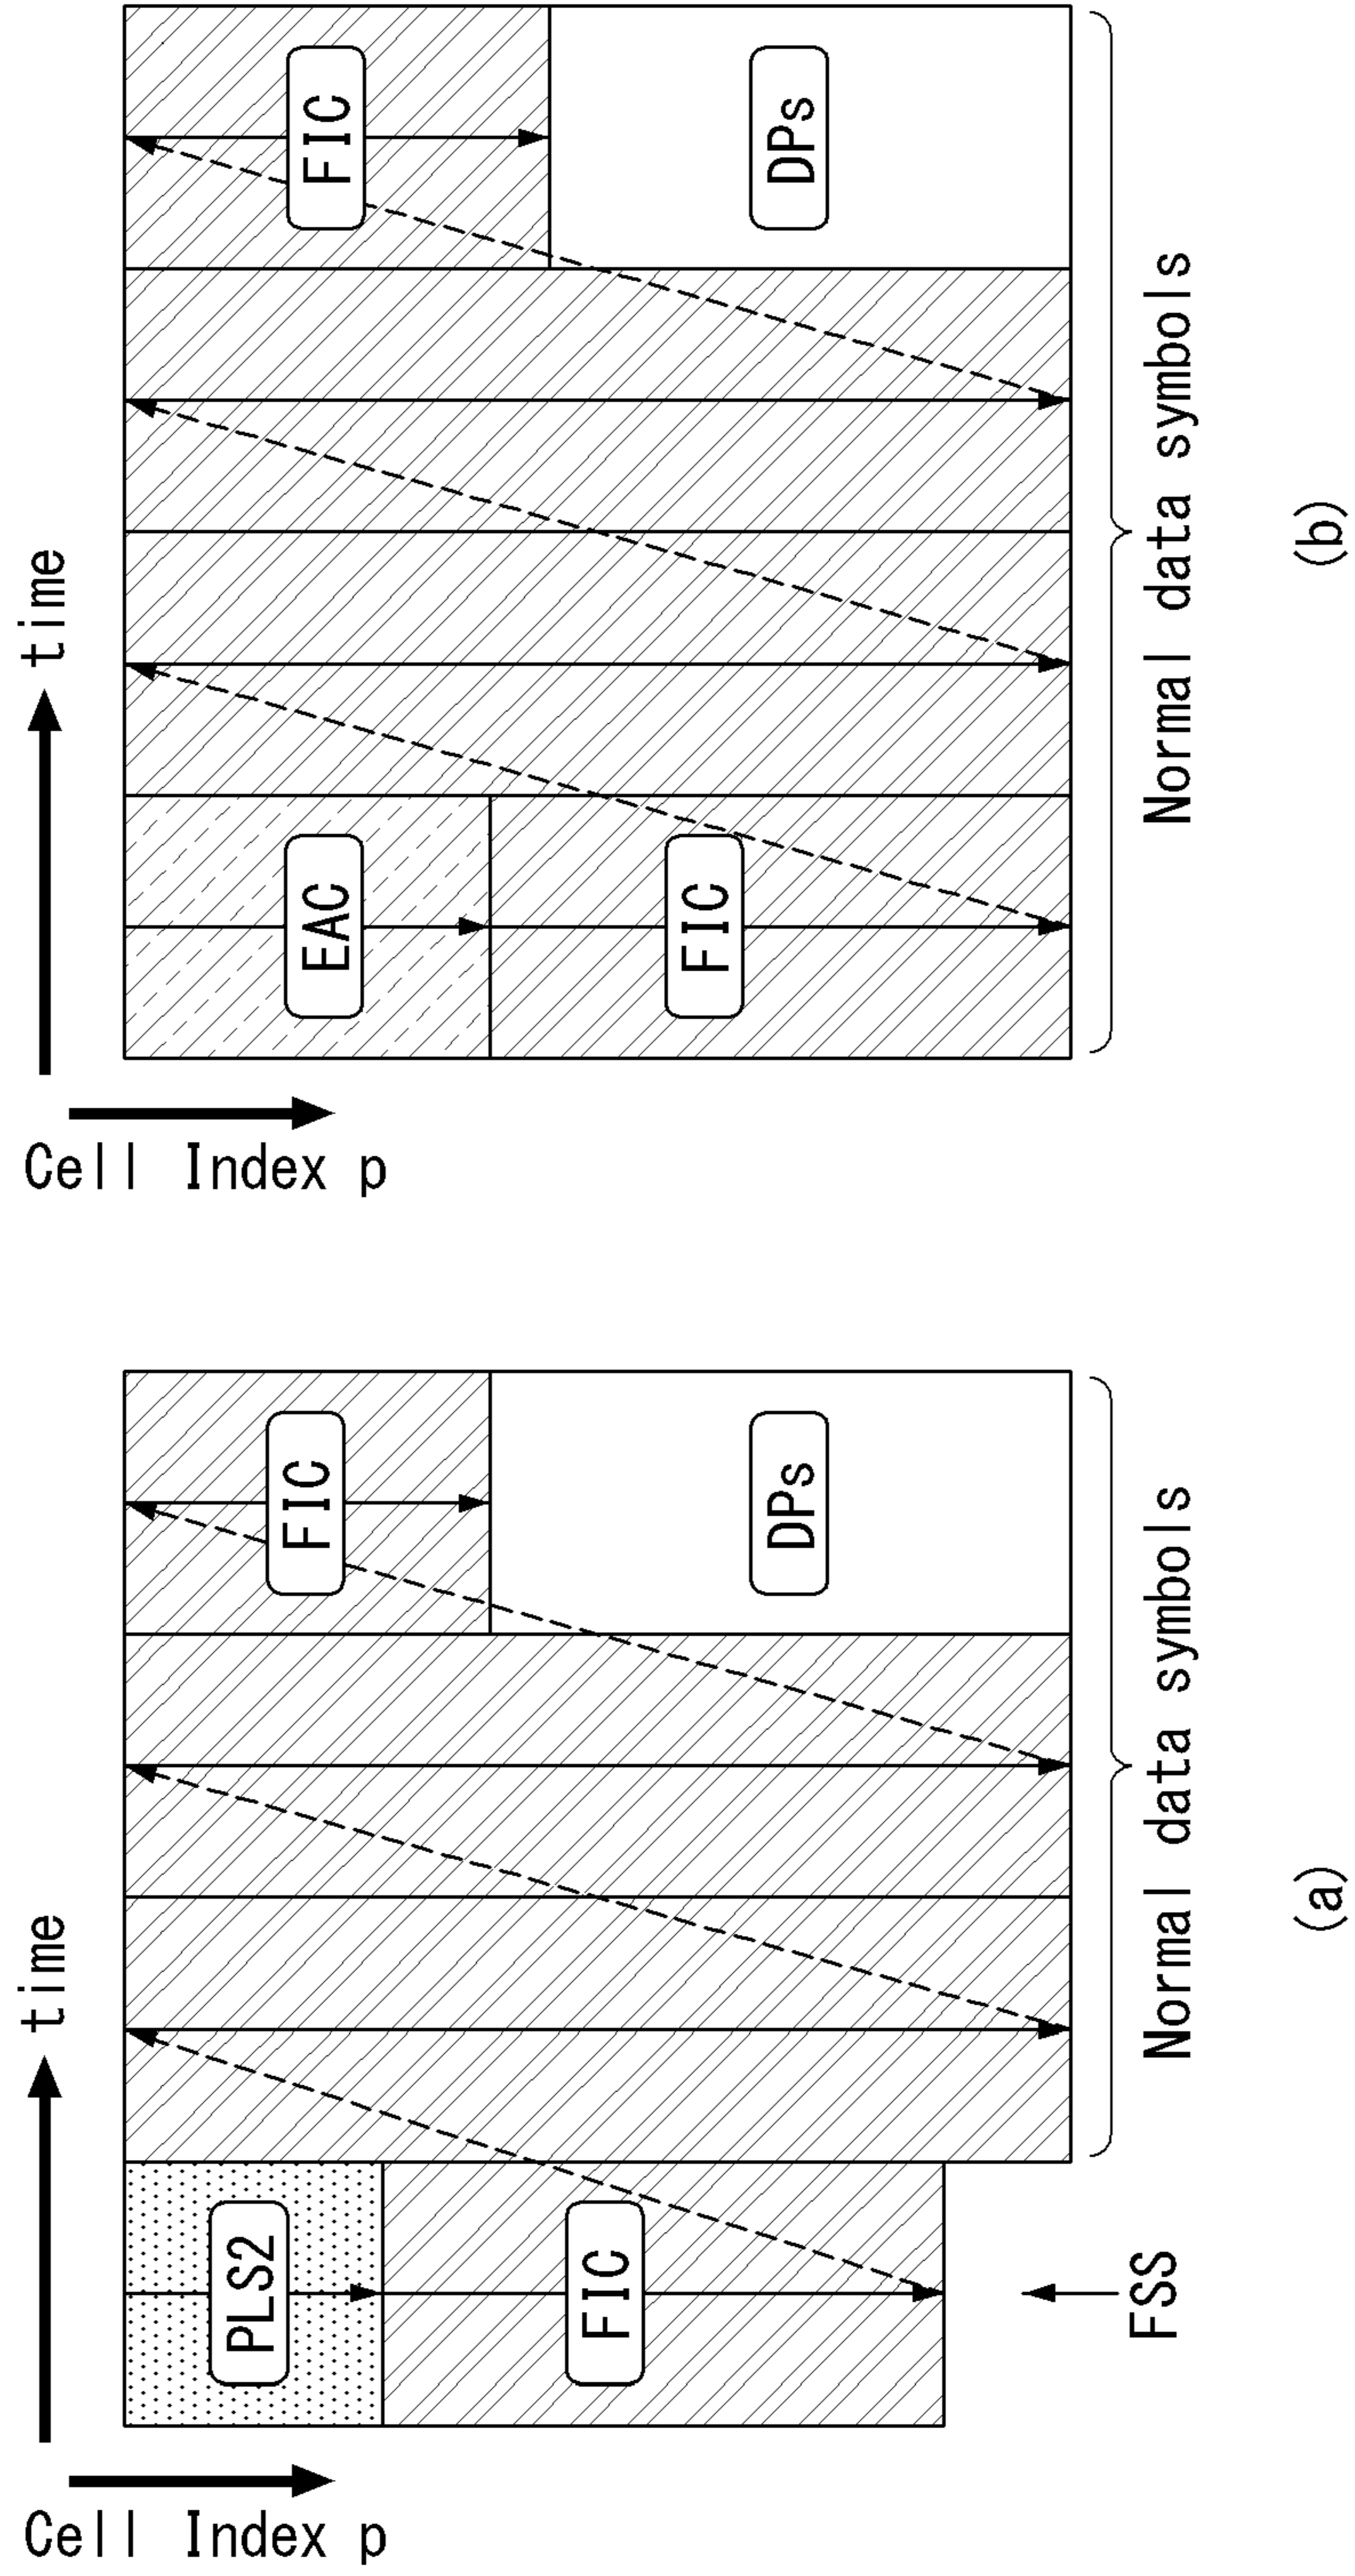 Cell Index p
time
PLS2
FIC
FIC
DPs
FSS
Normal data symbols
(a)
Cell Index p
time
EAC
FIC
FIC
DPs
Normal data symbols
(b)